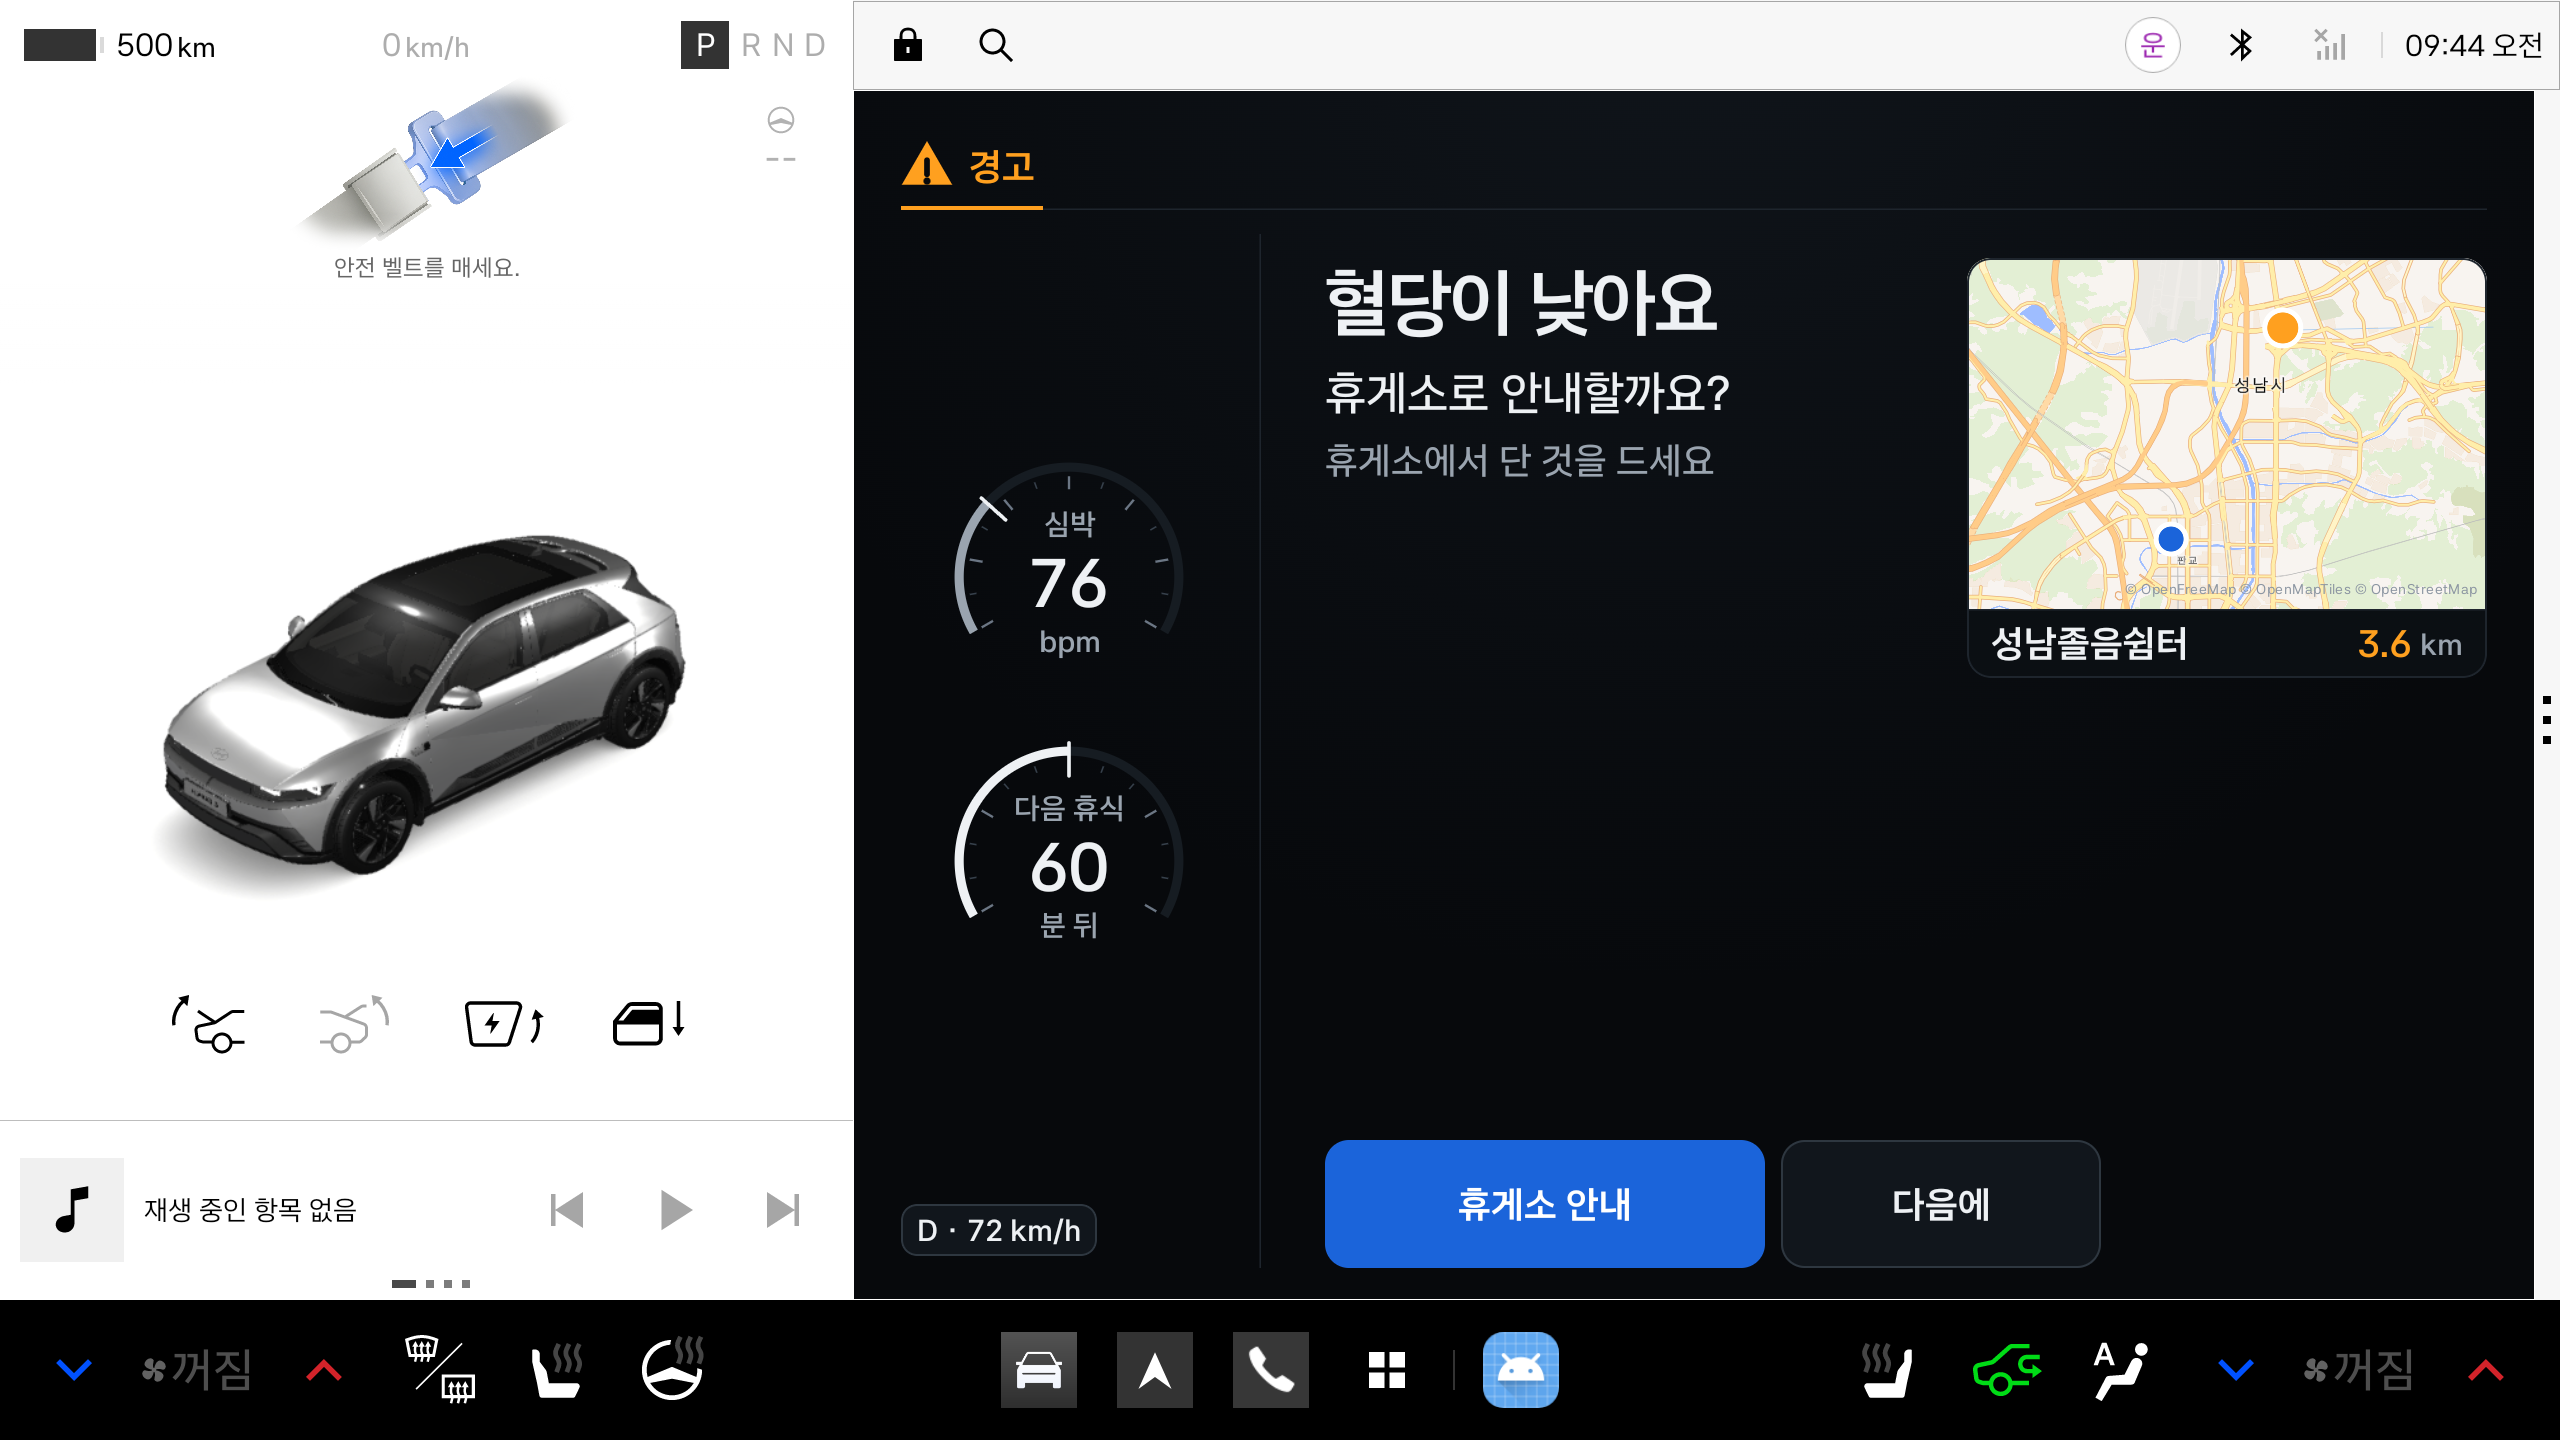 500 km
0 km/h
P R N D
운
09:44 오전
--
안전 벨트를 매세요.
경고
혈당이 낮아요
휴게소로 안내할까요?
휴게소에서 단 것을 드세요
심박
76
bpm
다음 휴식
60
분 뒤
성남시
판교
© OpenFreeMap © OpenMapTiles © OpenStreetMap
성남졸음쉼터
3.6 km
D · 72 km/h
휴게소 안내
다음에
재생 중인 항목 없음
꺼짐
A
꺼짐